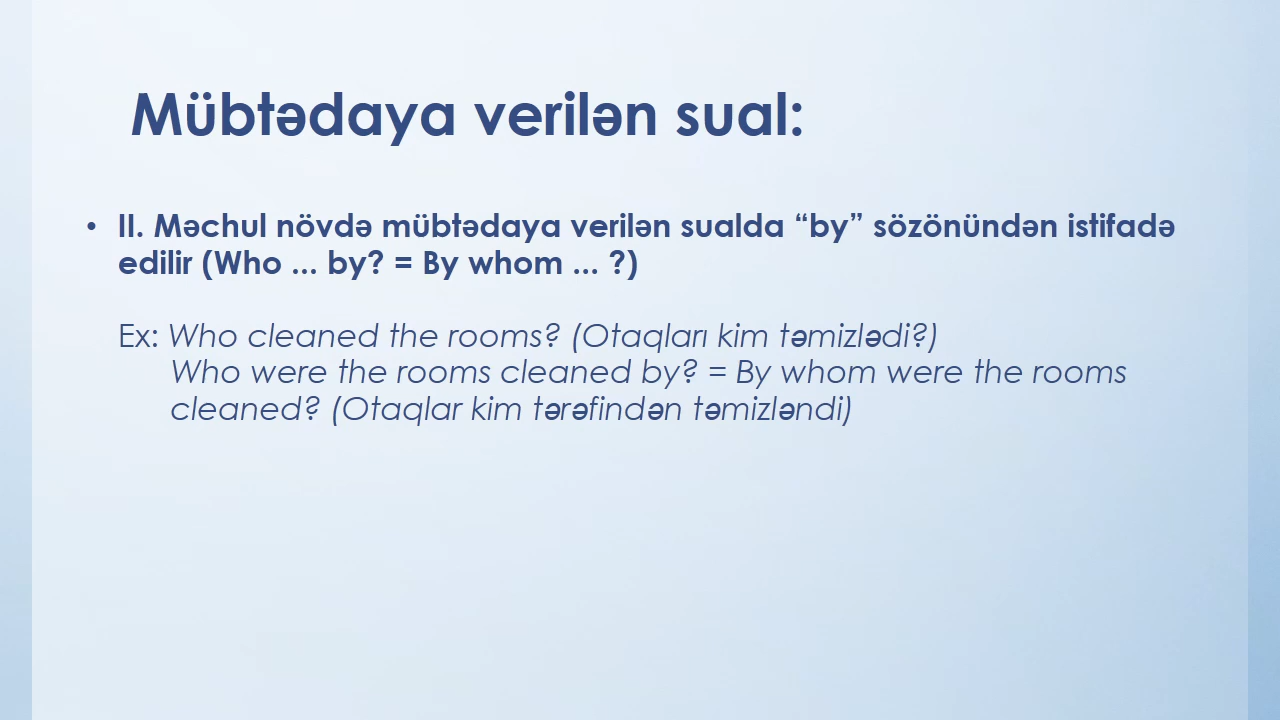 Mübtədaya verilən sual:
• II. Məchul növdə mübtədaya verilən sualda “by” sözönündən istifadə
edilir (Who ... by? = By whom ... ?)
Ex: Who cleaned the rooms? (Otaqları kim təmizlədi?)
Who were the rooms cleaned by? = By whom were the rooms
cleaned? (Otaqlar kim tərəfindən təmizləndi)